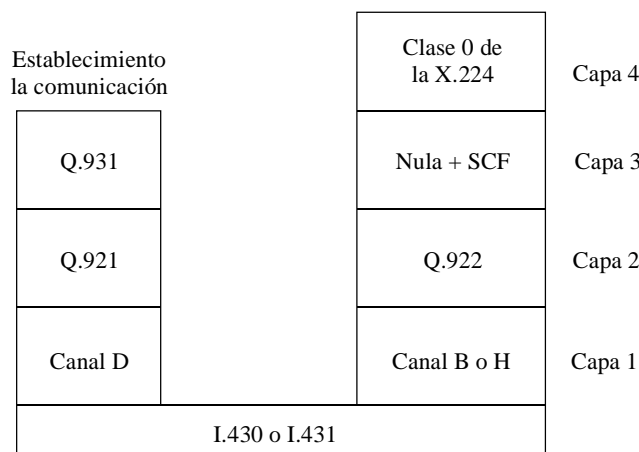 Establecimiento
la comunicación
Clase 0 de
la X.224
Capa 4
Q.931
Nula + SCF
Capa 3
Q.921
Q.922
Capa 2
Canal D
Canal B o H
Capa 1
I.430 o I.431